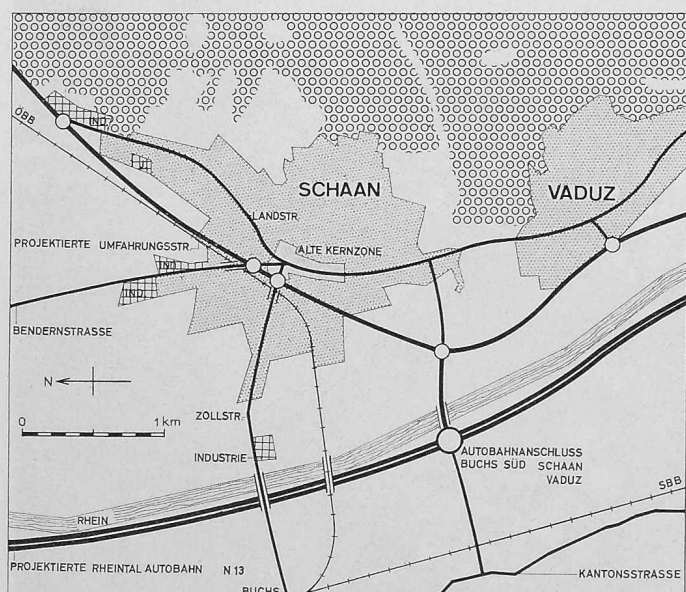 ÖBB
IND.
IND.
SCHAAN
VADUZ
LANDSTR.
PROJEKTIERTE UMFAHRUNGSSTR.
ALTE KERNZONE
IND.
IND.
BENDERNSTRASSE
N
0 1 km
ZOLLSTR.
INDUSTRIE
AUTOBAHNANSCHLUSS
BUCHS SÜD SCHAAN
VADUZ
SBB
RHEIN
PROJEKTIERTE RHEINTAL AUTOBAHN N 13
KANTONSSTRASSE
BUCHS